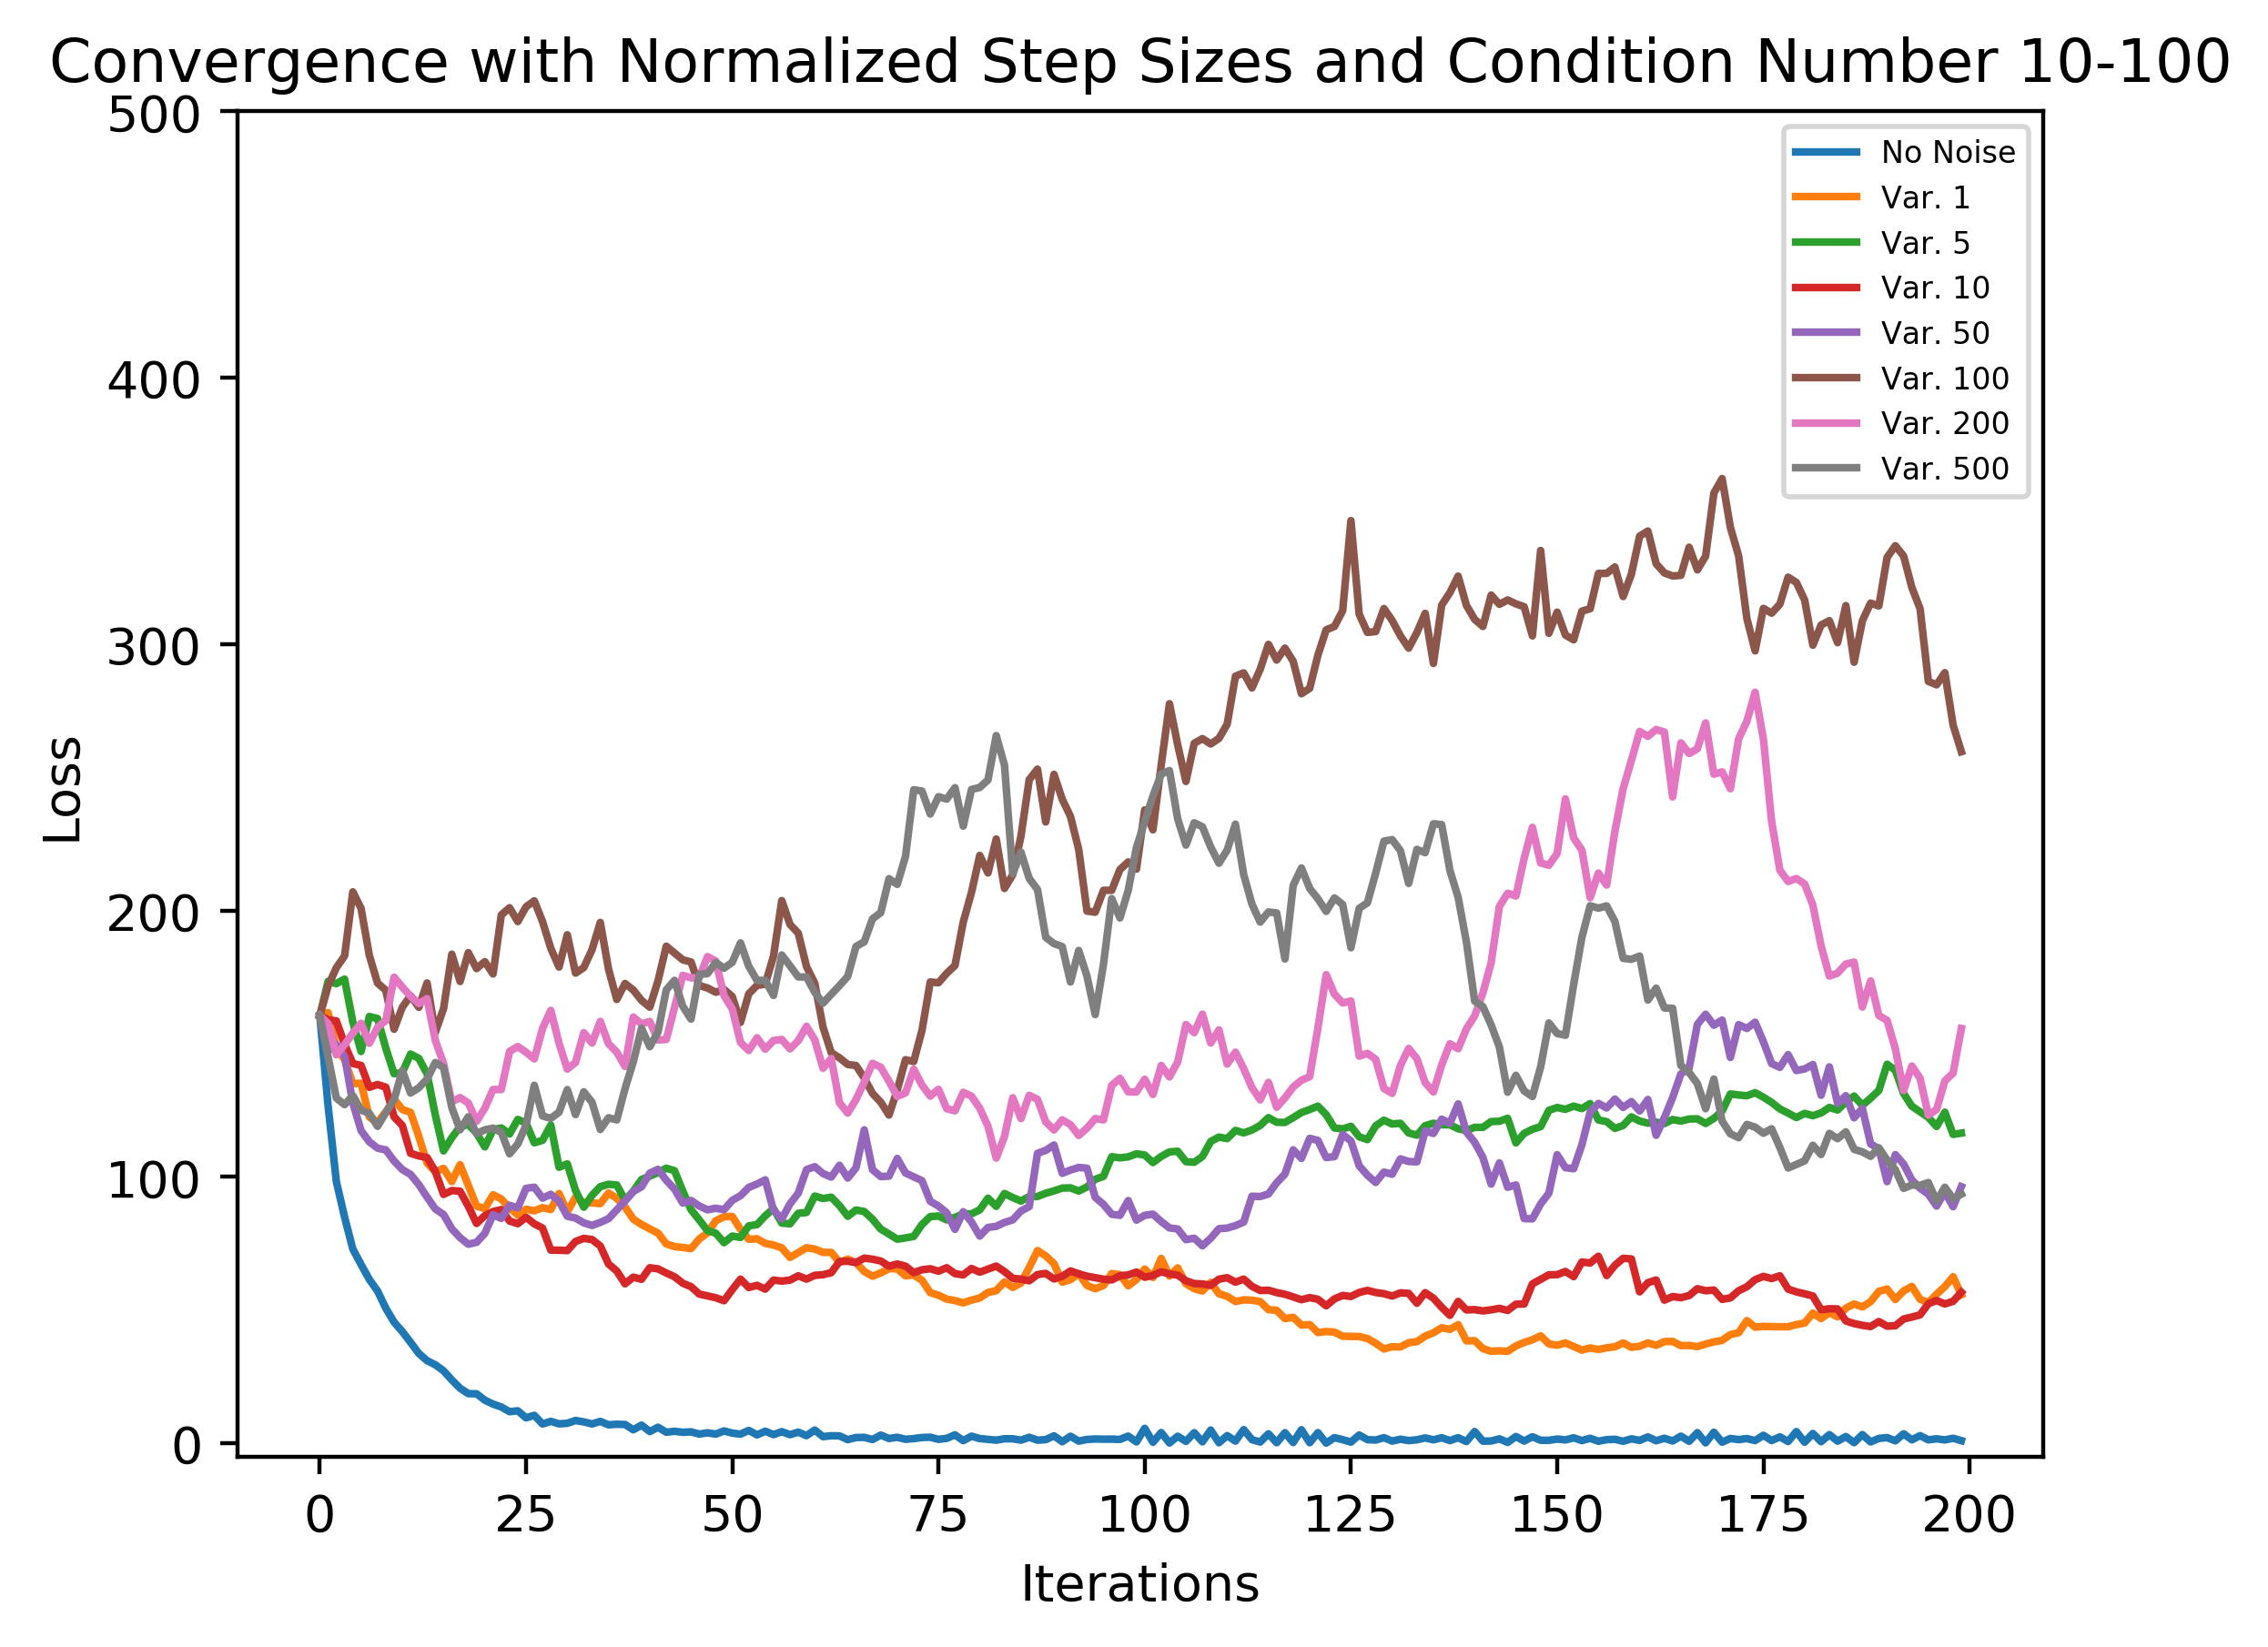 Convergence with Normalized Step Sizes and Condition Number 10-100
500
400
300
200
100
0
Loss
No Noise
Var. 1
Var. 5
Var. 10
Var. 50
Var. 100
Var. 200
Var. 500
0 25 50 75 100 125 150 175 200
Iterations